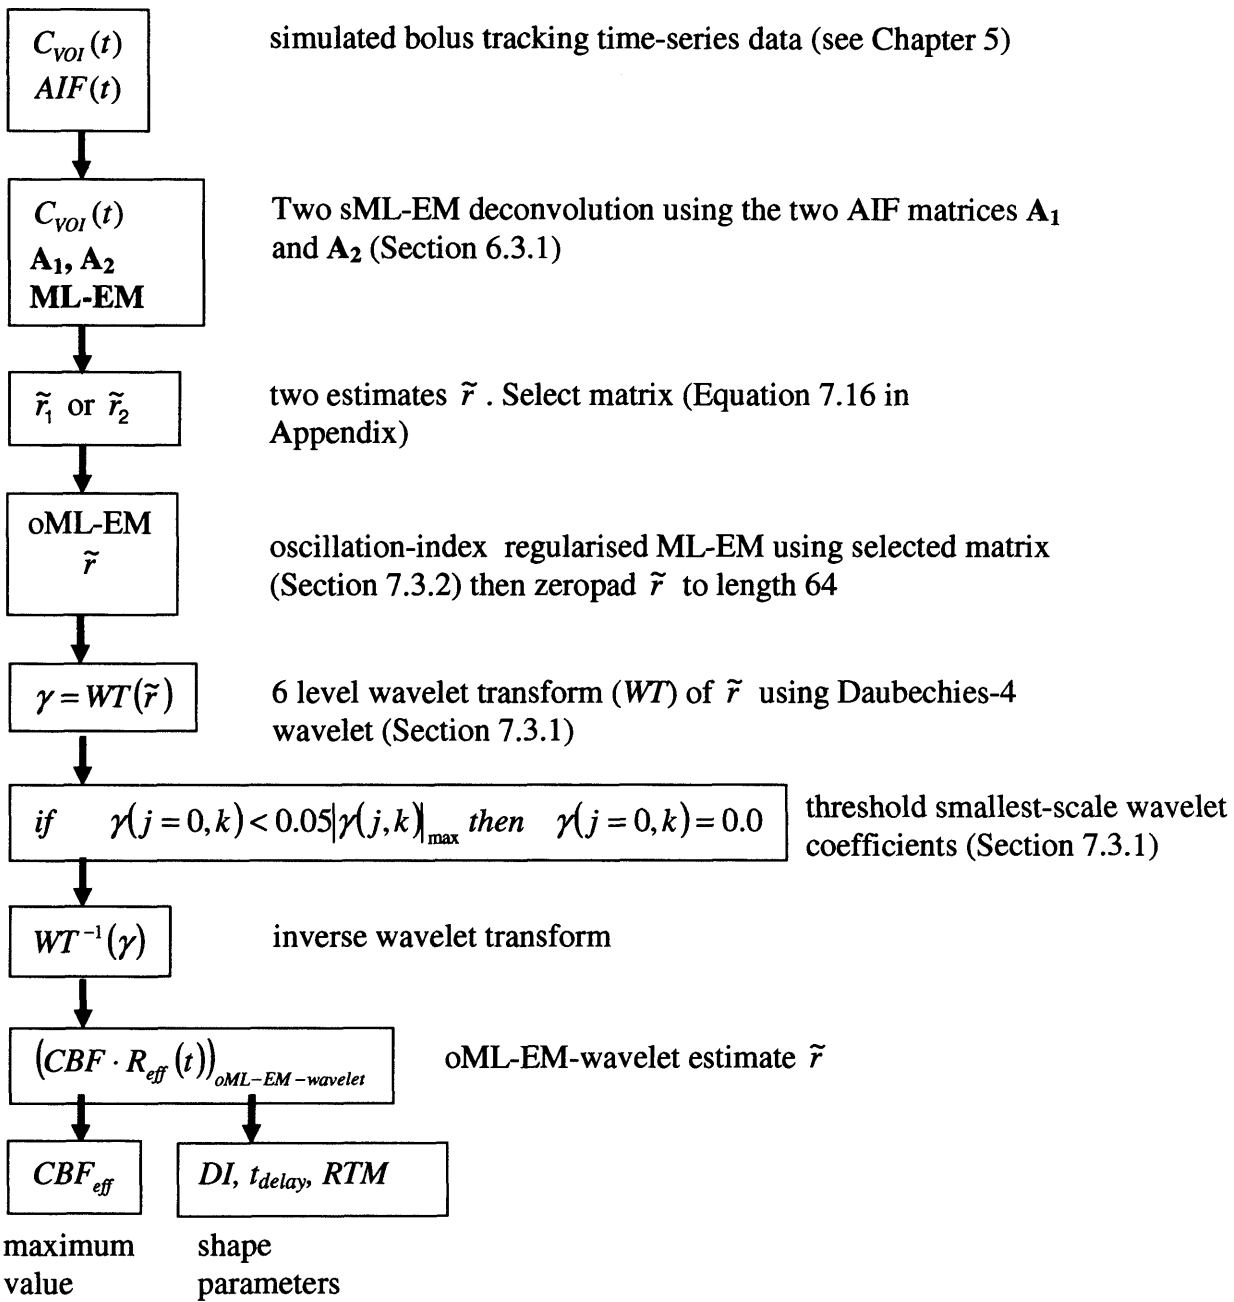 C_VOI(t)
AIF(t)
simulated bolus tracking time-series data (see Chapter 5)
C_VOI(t)
A₁, A₂
ML-EM
Two sML-EM deconvolution using the two AIF matrices A₁
and A₂ (Section 6.3.1)
r̃₁ or r̃₂
two estimates r̃ . Select matrix (Equation 7.16 in
Appendix)
oML-EM
r̃
oscillation-index regularised ML-EM using selected matrix
(Section 7.3.2) then zeropad r̃ to length 64
γ = WT(r̃)
6 level wavelet transform (WT) of r̃ using Daubechies-4
wavelet (Section 7.3.1)
if γ(j = 0, k) < 0.05|γ(j, k)|_max then γ(j = 0, k) = 0.0
threshold smallest-scale wavelet
coefficients (Section 7.3.1)
WT⁻¹(γ)
inverse wavelet transform
(CBF · R_eff(t))_oML-EM-wavelet
oML-EM-wavelet estimate r̃
CBF_eff
DI, t_delay, RTM
maximum
value
shape
parameters